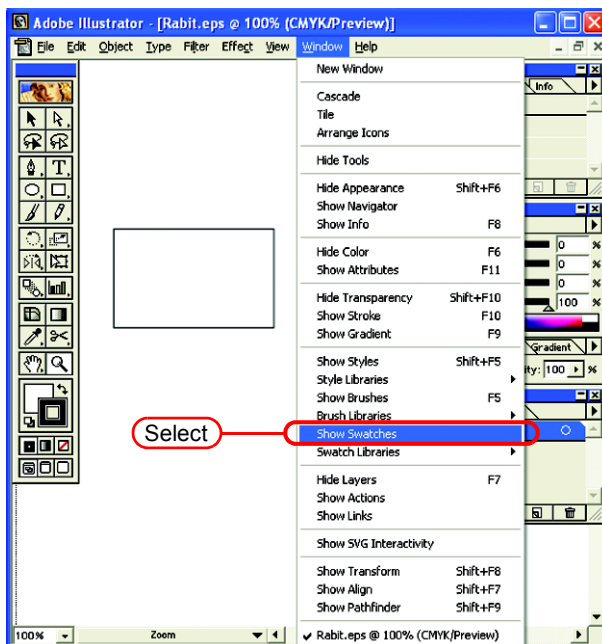 Adobe Illustrator - [Rabit.eps @ 100% (CMYK/Preview)]
File Edit Object Type Filter Effect View Window Help
New Window
Cascade
Tile
Arrange Icons
Hide Tools
Hide Appearance Shift+F6
Show Navigator
Show Info F8
Hide Color F6
Show Attributes F11
Hide Transparency Shift+F10
Show Stroke F10
Show Gradient F9
Show Styles Shift+F5
Style Libraries
Show Brushes F5
Brush Libraries
Show Swatches
Swatch Libraries
Hide Layers F7
Show Actions
Show Links
Show SVG Interactivity
Show Transform Shift+F8
Show Align Shift+F7
Show Pathfinder Shift+F9
Rabit.eps @ 100% (CMYK/Preview)
Select
Info
0 %
0 %
0 %
100 %
Gradient
ity: 100 %
T
100% Zoom